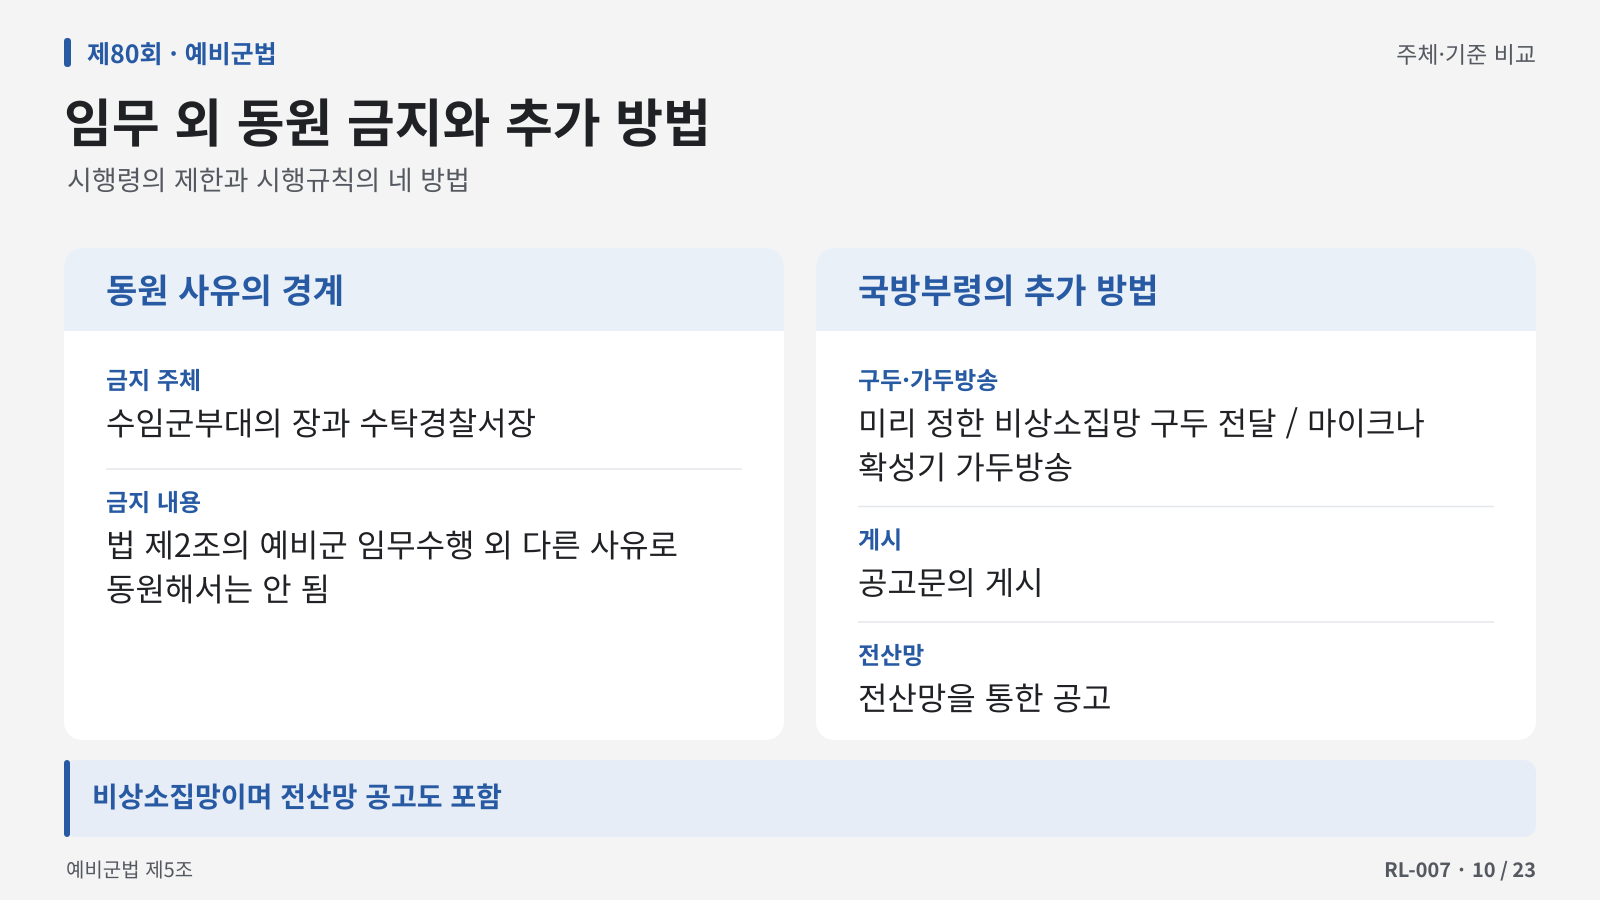 제80회 · 예비군법
주체·기준 비교
임무 외 동원 금지와 추가 방법
시행령의 제한과 시행규칙의 네 방법
동원 사유의 경계
금지 주체
수임군부대의 장과 수탁경찰서장
금지 내용
법 제2조의 예비군 임무수행 외 다른 사유로
동원해서는 안 됨
국방부령의 추가 방법
구두·가두방송
미리 정한 비상소집망 구두 전달 / 마이크나
확성기 가두방송
게시
공고문의 게시
전산망
전산망을 통한 공고
비상소집망이며 전산망 공고도 포함
예비군법 제5조
RL-007 · 10 / 23